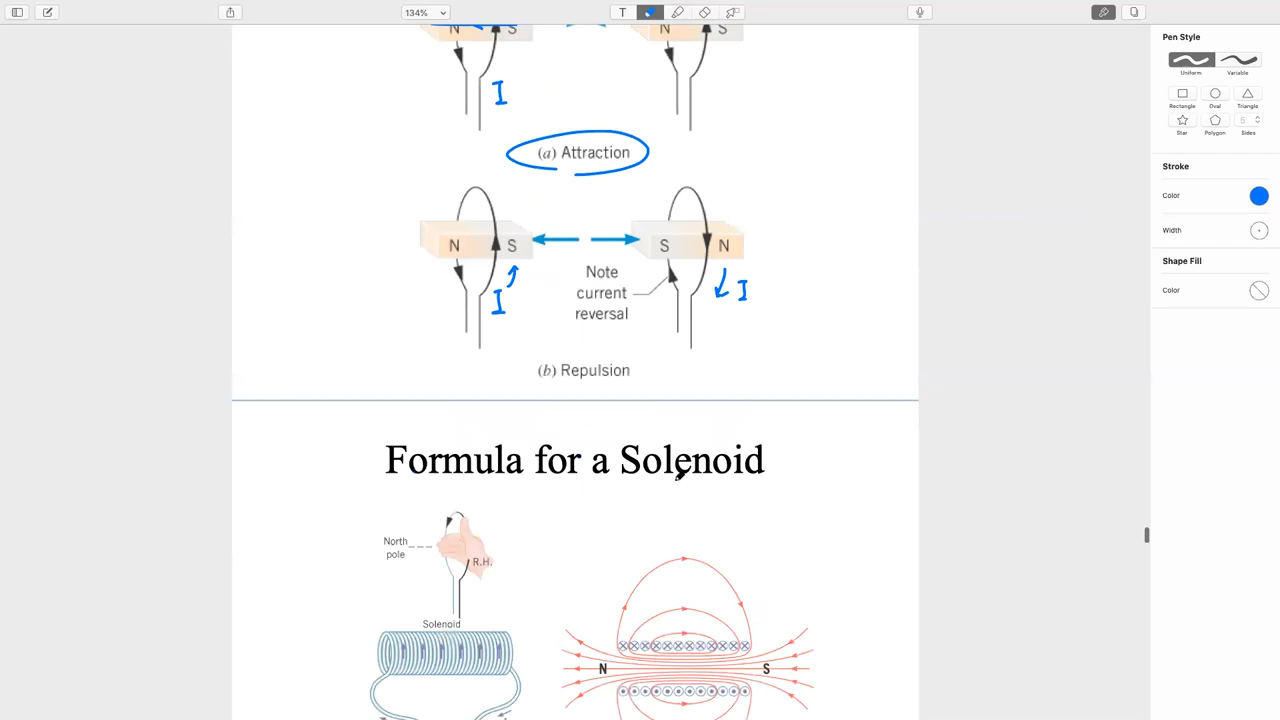 134%
T
Pen Style
Uniform Variable
Rectangle Oval Triangle
6
Star Polygon Sides
Stroke
Color
Width
Shape Fill
Color
N S N S
I
(a) Attraction
N S S N
I Note current reversal I
(b) Repulsion
Formula for a Solenoid
North pole
R.H.
Solenoid
N S